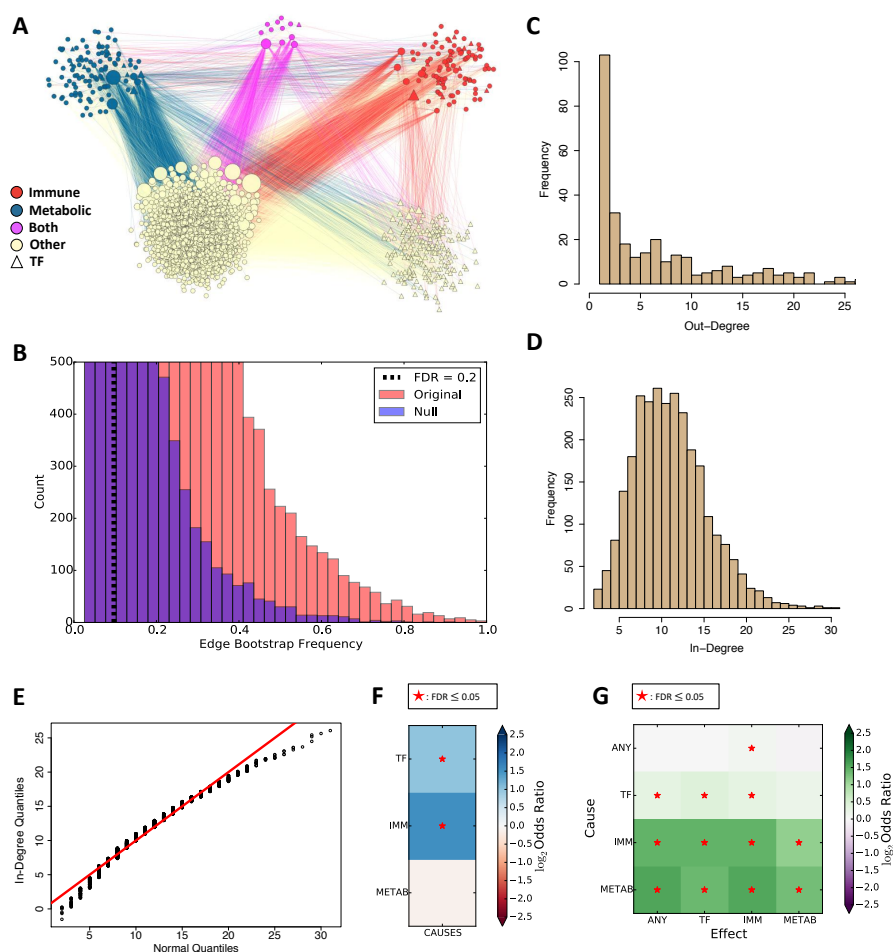 A
Immune
Metabolic
Both
Other
TF
B
500
400
300
200
100
0
Count
0.0 0.2 0.4 0.6 0.8 1.0
Edge Bootstrap Frequency
FDR = 0.2
Original
Null
C
100
80
60
40
20
0
Frequency
0 5 10 15 20 25
Out−Degree
D
250
200
150
100
50
0
Frequency
5 10 15 20 25 30
In−Degree
E
25
20
15
10
5
0
In-Degree Quantiles
5 10 15 20 25 30
Normal Quantiles
F
★ : FDR ≤ 0.05
TF
IMM
METAB
CAUSES
2.5
2.0
1.5
1.0
0.5
0.0
−0.5
−1.0
−1.5
−2.0
−2.5
log2 Odds Ratio
G
★ : FDR ≤ 0.05
Cause
ANY
TF
IMM
METAB
ANY TF IMM METAB
Effect
2.5
2.0
1.5
1.0
0.5
0.0
−0.5
−1.0
−1.5
−2.0
−2.5
log2 Odds Ratio